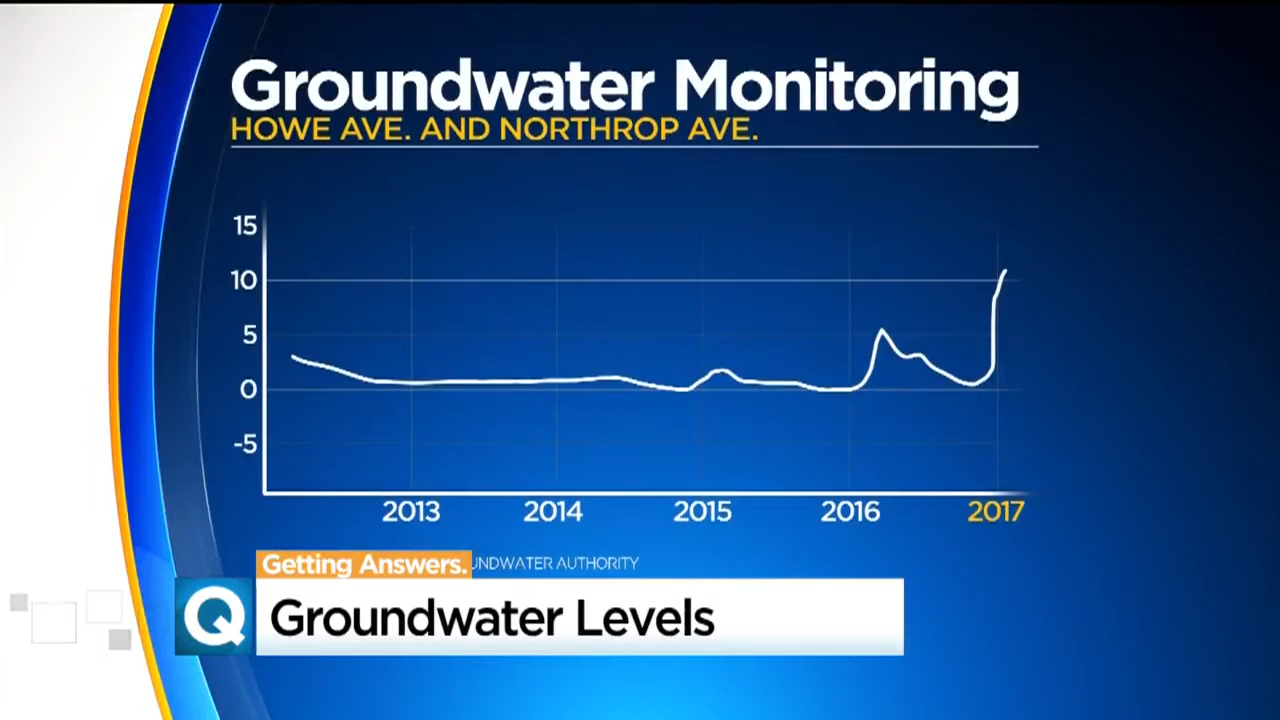 Groundwater Monitoring
HOWE AVE. AND NORTHROP AVE.
15
10
5
0
-5
2013 2014 2015 2016 2017
Getting Answers. UNDWATER AUTHORITY
Q Groundwater Levels